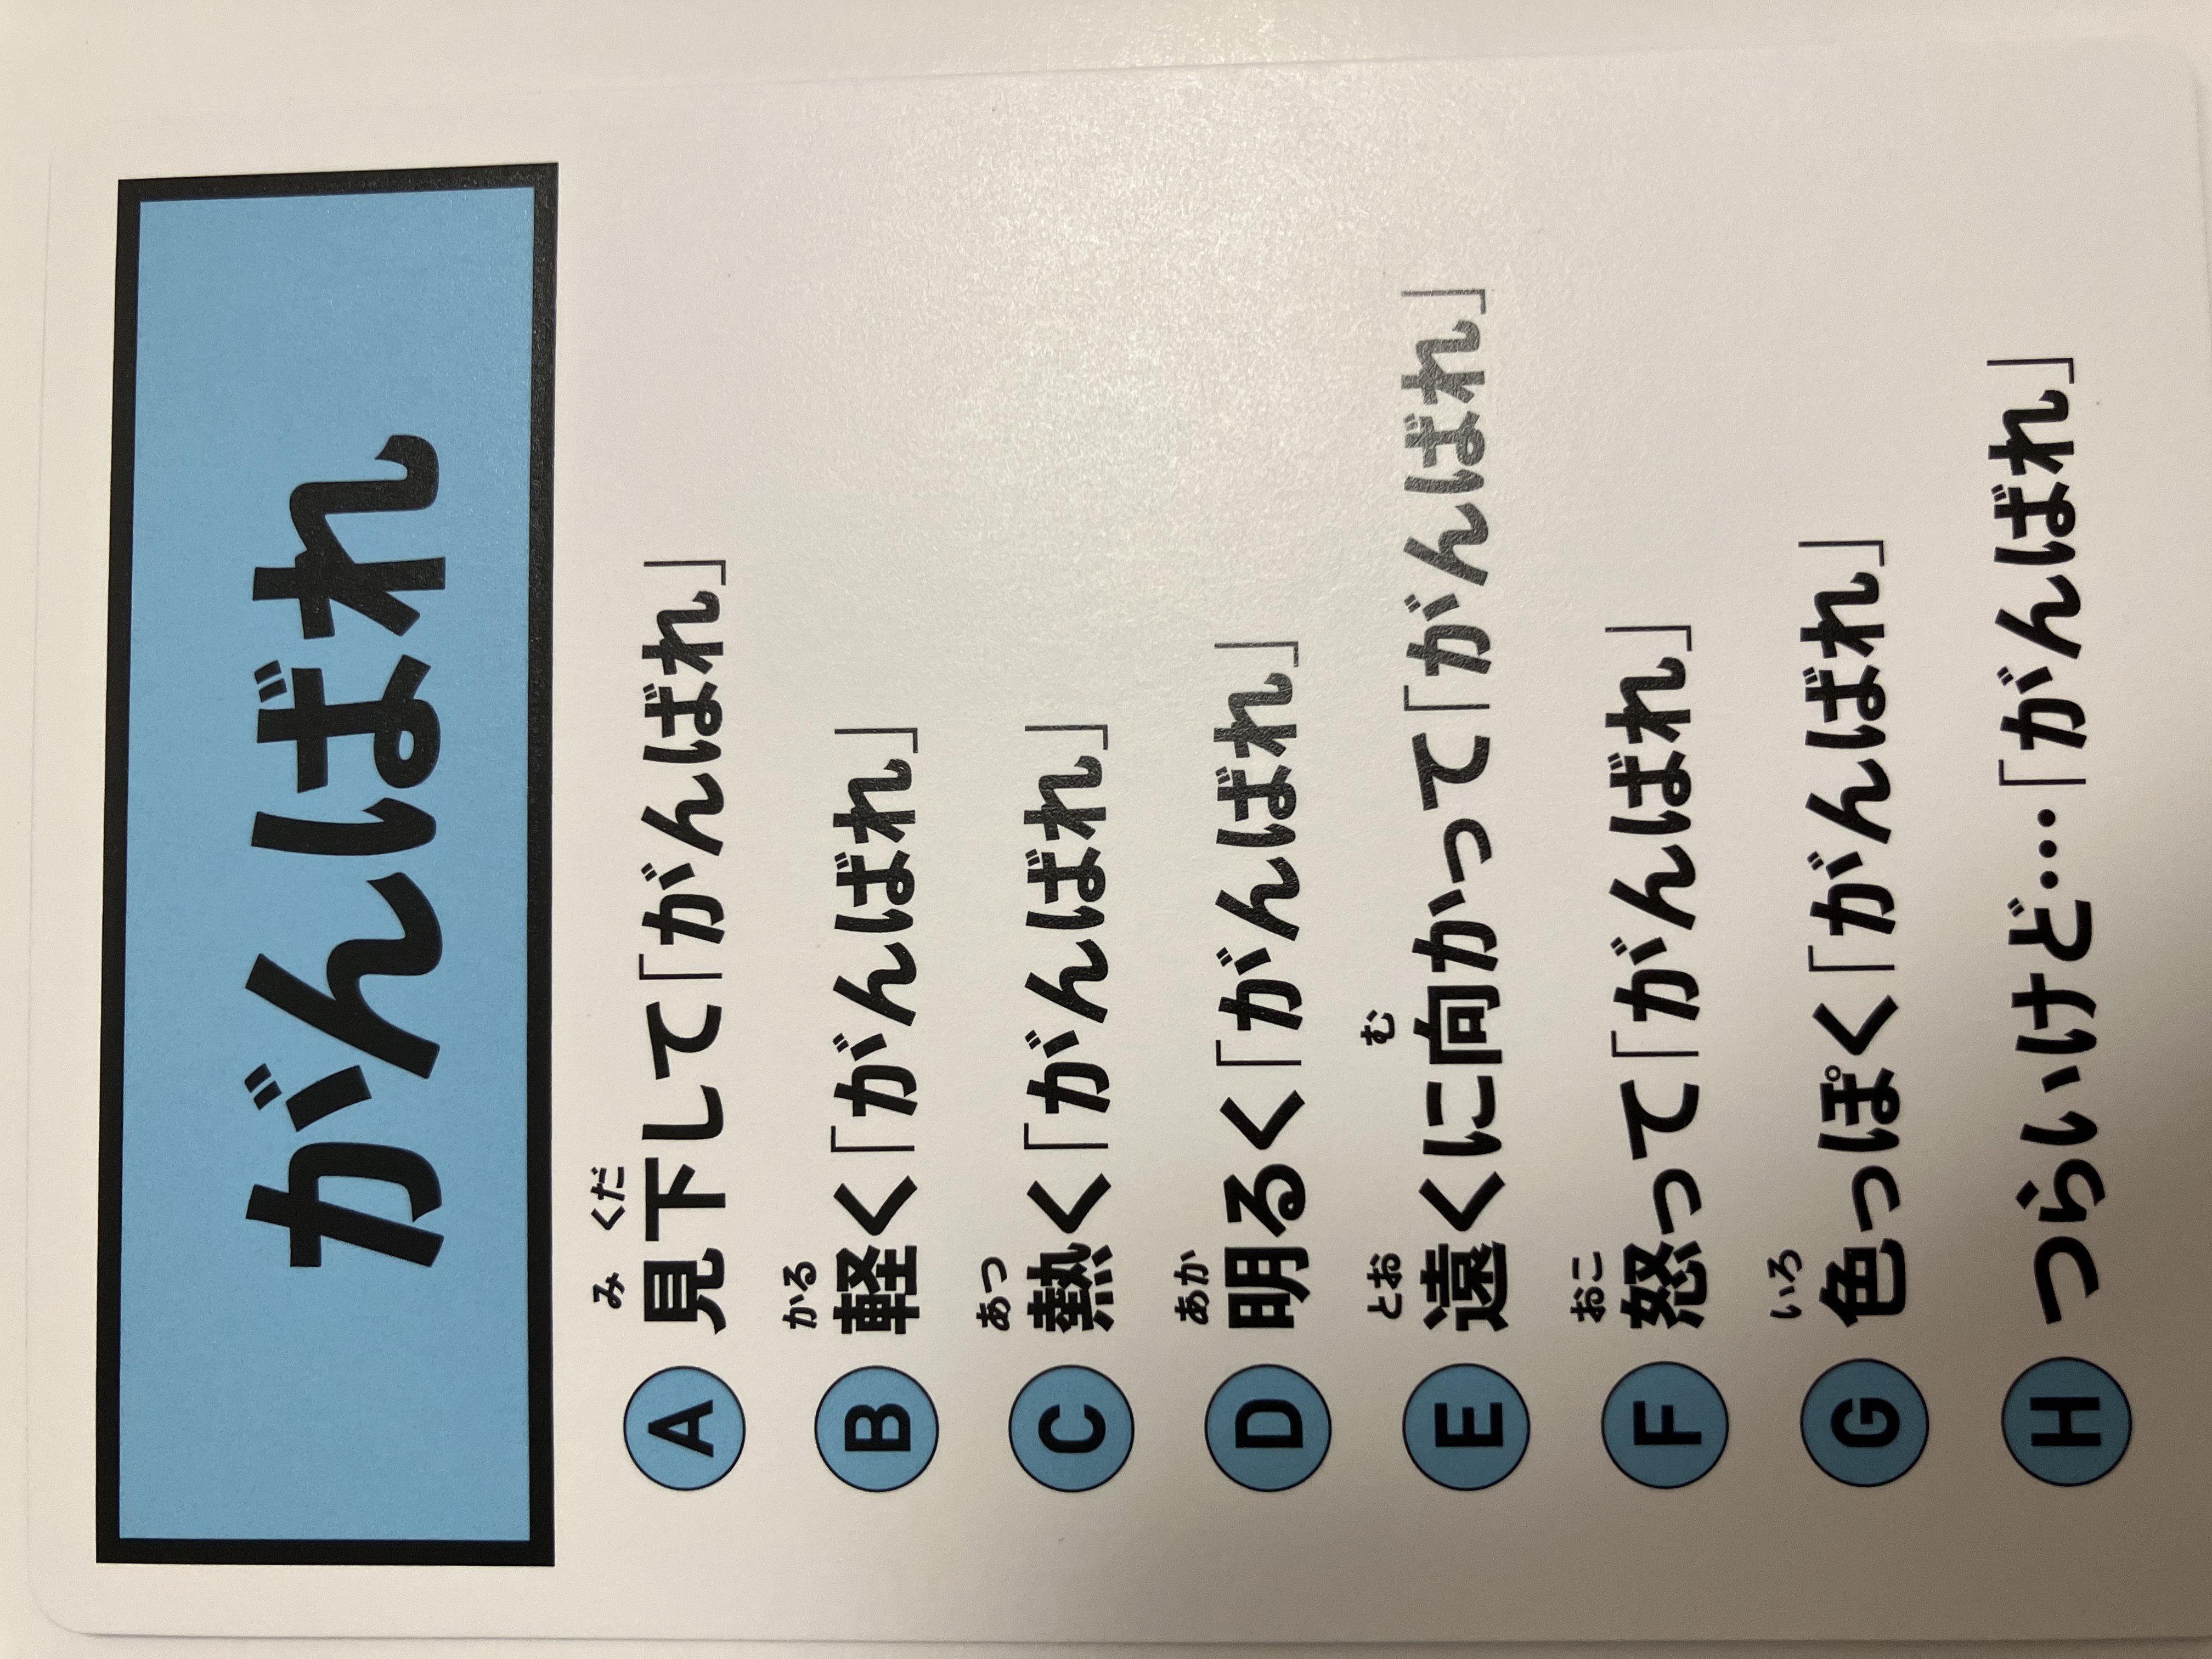 がんばれ
み くだ
A 見下して「がんばれ」
かる
B 軽く「がんばれ」
あつ
C 熱く「がんばれ」
あか
D 明るく「がんばれ」
とお む
E 遠くに向かって「がんばれ」
おこ
F 怒って「がんばれ」
いろ
G 色っぽく「がんばれ」
H つらいけど…「がんばれ」